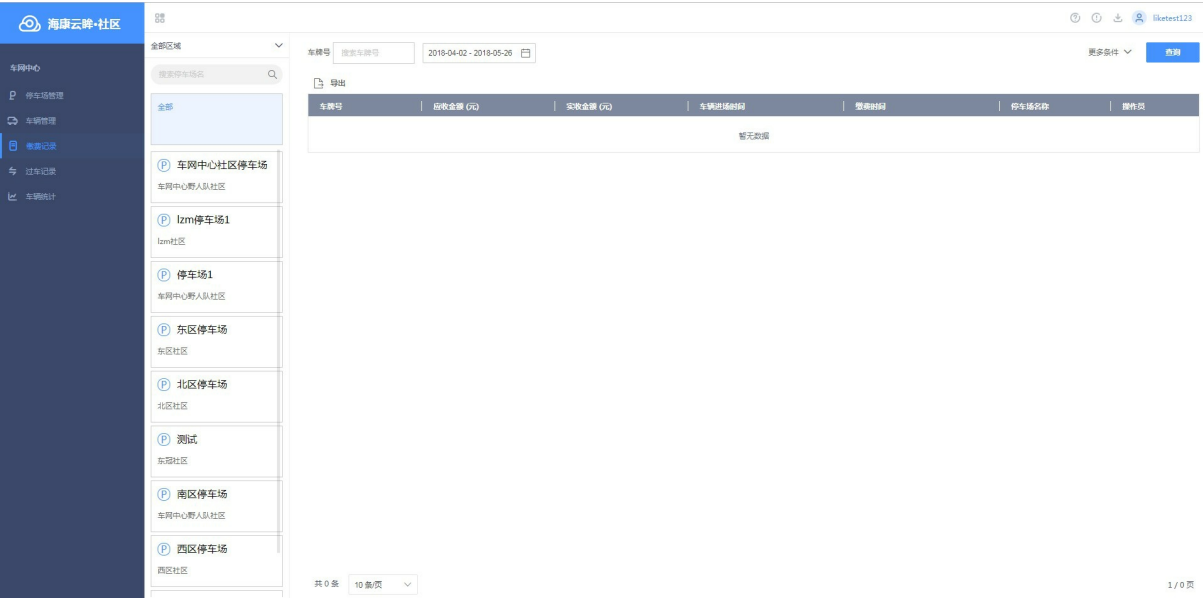 海康云眸·社区
liketest123
车网中心
停车场管理
车辆管理
缴费记录
过车记录
车辆统计
全部区域
搜索停车场名
全部
P 车网中心社区停车场
车网中心野人队社区
P lzm停车场1
lzm社区
P 停车场1
车网中心野人队社区
P 东区停车场
东区社区
P 北区停车场
北区社区
P 测试
东冠社区
P 南区停车场
车网中心野人队社区
P 西区停车场
西区社区
车牌号 搜索车牌号 2018-04-02 - 2018-05-26 更多条件 查询
导出
车牌号 应收金额 (元) 实收金额 (元) 车辆进场时间 缴费时间 停车场名称 操作员
暂无数据
共 0 条 10 条/页 1 / 0 页